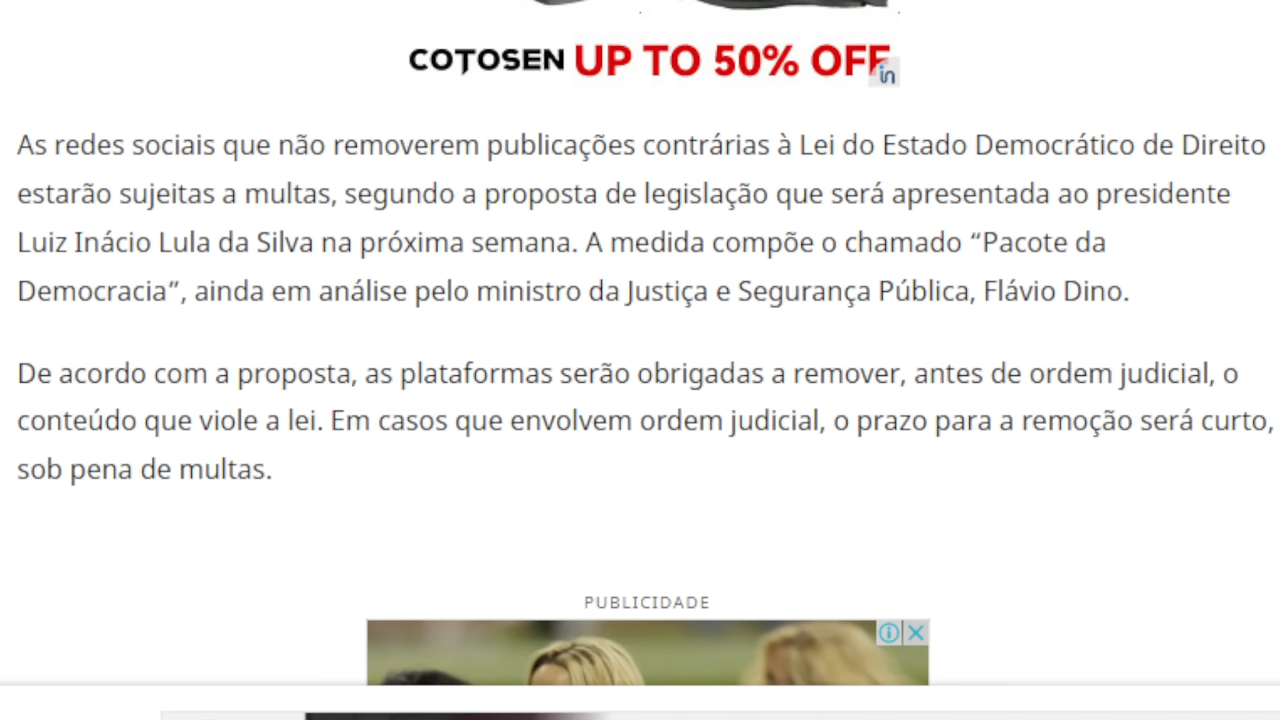 COTOSEN UP TO 50% OFF
As redes sociais que não removerem publicações contrárias à Lei do Estado Democrático de Direito
estarão sujeitas a multas, segundo a proposta de legislação que será apresentada ao presidente
Luiz Inácio Lula da Silva na próxima semana. A medida compõe o chamado “Pacote da
Democracia”, ainda em análise pelo ministro da Justiça e Segurança Pública, Flávio Dino.
De acordo com a proposta, as plataformas serão obrigadas a remover, antes de ordem judicial, o
conteúdo que viole a lei. Em casos que envolvem ordem judicial, o prazo para a remoção será curto,
sob pena de multas.
PUBLICIDADE